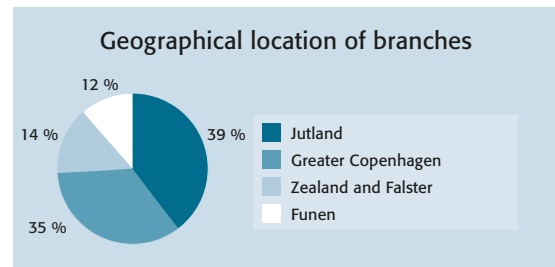 Geographical location of branches
12 %
14 %
39 %
35 %
Jutland
Greater Copenhagen
Zealand and Falster
Funen